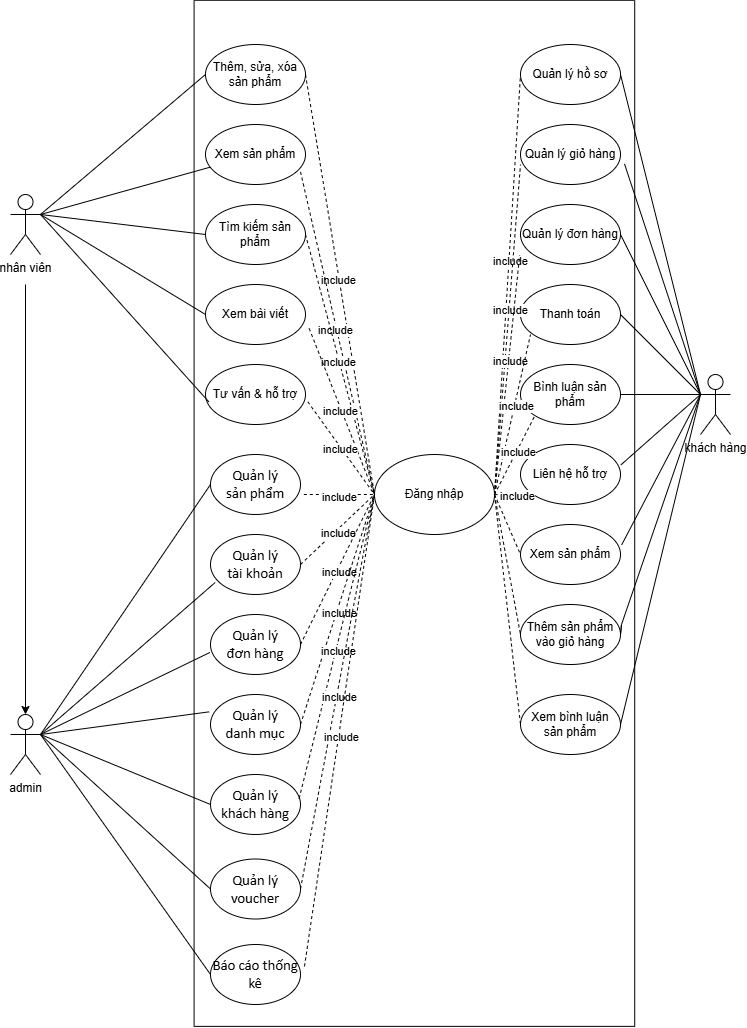 Thêm, sửa, xóa
sản phẩm
Xem sản phẩm
Tìm kiếm sản
phẩm
Xem bài viết
Tư vấn & hỗ trợ
Quản lý
sản phẩm
Quản lý
tài khoản
Quản lý
đơn hàng
Quản lý
danh mục
Quản lý
khách hàng
Quản lý
voucher
Báo cáo thống
kê
nhân viên
admin
include
include
include
include
include
include
include
include
include
include
include
include
Đăng nhập
include
include
include
include
include
include
Quản lý hồ sơ
Quản lý giỏ hàng
Quản lý đơn hàng
Thanh toán
Bình luận sản
phẩm
Liên hệ hỗ trợ
Xem sản phẩm
Thêm sản phẩm
vào giỏ hàng
Xem bình luận
sản phẩm
khách hàng